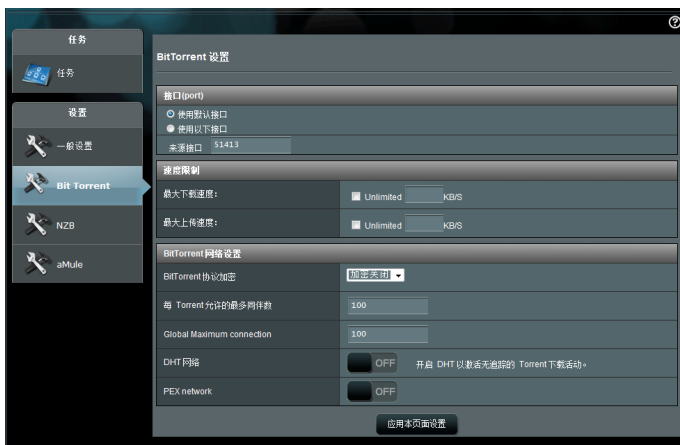 任务
任务
设置
一般设置
Bit Torrent
NZB
aMule
BitTorrent 设置
接口(port)
使用默认接口
使用以下接口
来源接口 51413
速度限制
最大下载速度： Unlimited KB/S
最大上传速度： Unlimited KB/S
BitTorrent 网络设置
BitTorrent 协议加密 加密关闭
每 Torrent 允许的最多同伴数 100
Global Maximum connection 100
DHT 网络 OFF 开启 DHT 以激活无追踪的 Torrent 下载活动。
PEX network OFF
应用本页面设置